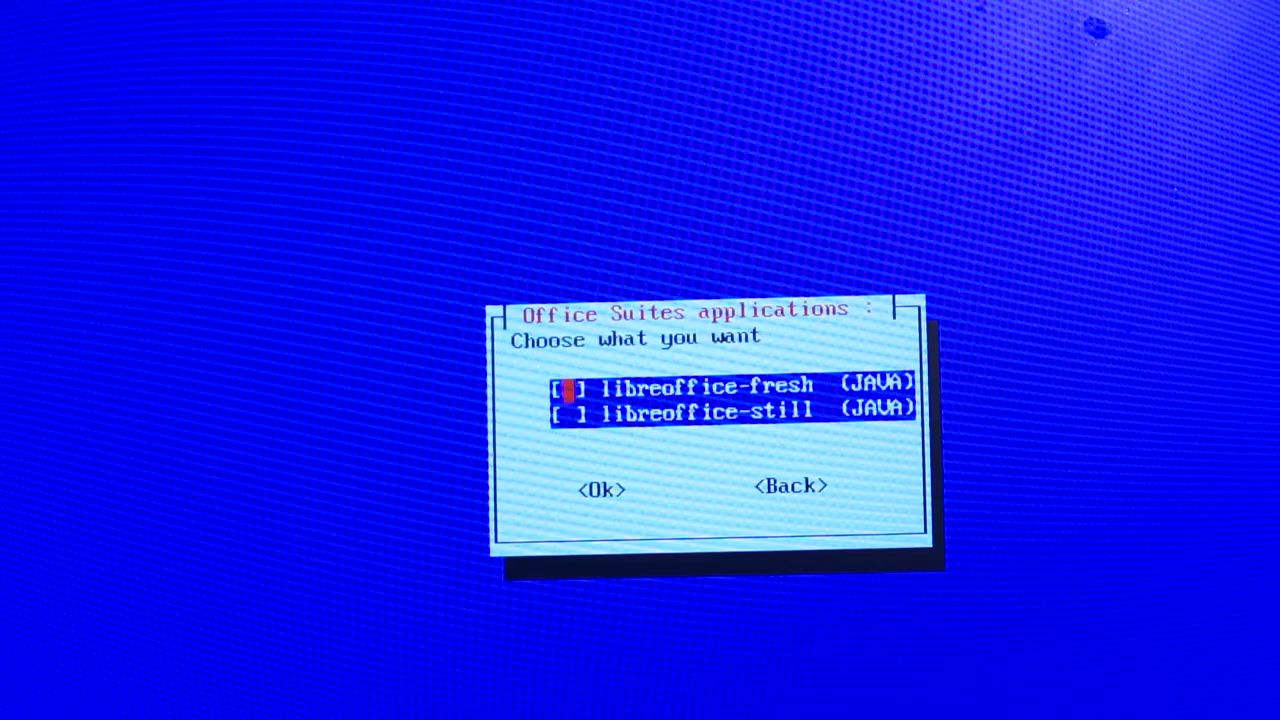 Office Suites applications :
Choose what you want
[ ] libreoffice-fresh (JAVA)
[ ] libreoffice-still (JAVA)
<Ok> <Back>